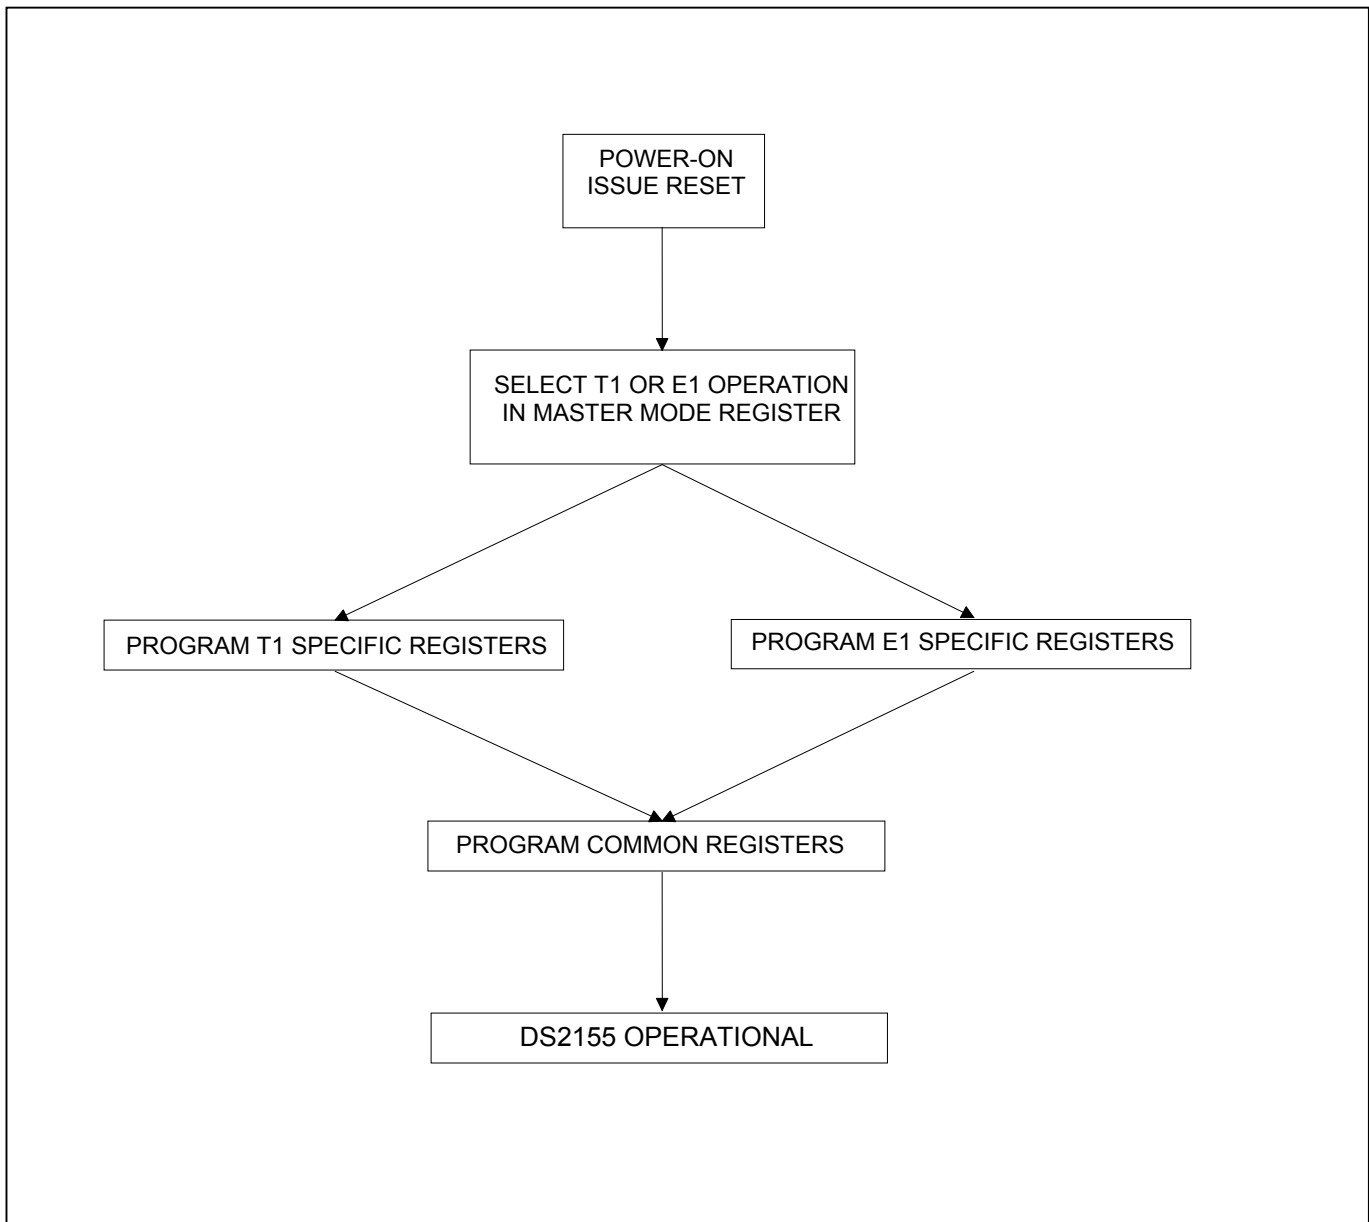 POWER-ON
ISSUE RESET
SELECT T1 OR E1 OPERATION
IN MASTER MODE REGISTER
PROGRAM T1 SPECIFIC REGISTERS
PROGRAM E1 SPECIFIC REGISTERS
PROGRAM COMMON REGISTERS
DS2155 OPERATIONAL